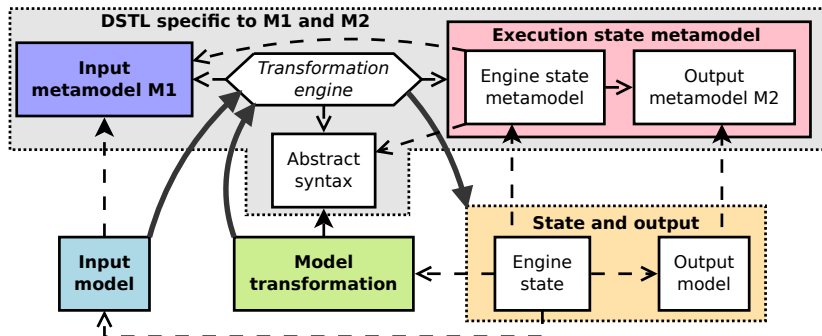 DSTL specific to M1 and M2
Execution state metamodel
Input
metamodel M1
Transformation
engine
Engine state
metamodel
Output
metamodel M2
Abstract
syntax
State and output
Input
model
Model
transformation
Engine
state
Output
model